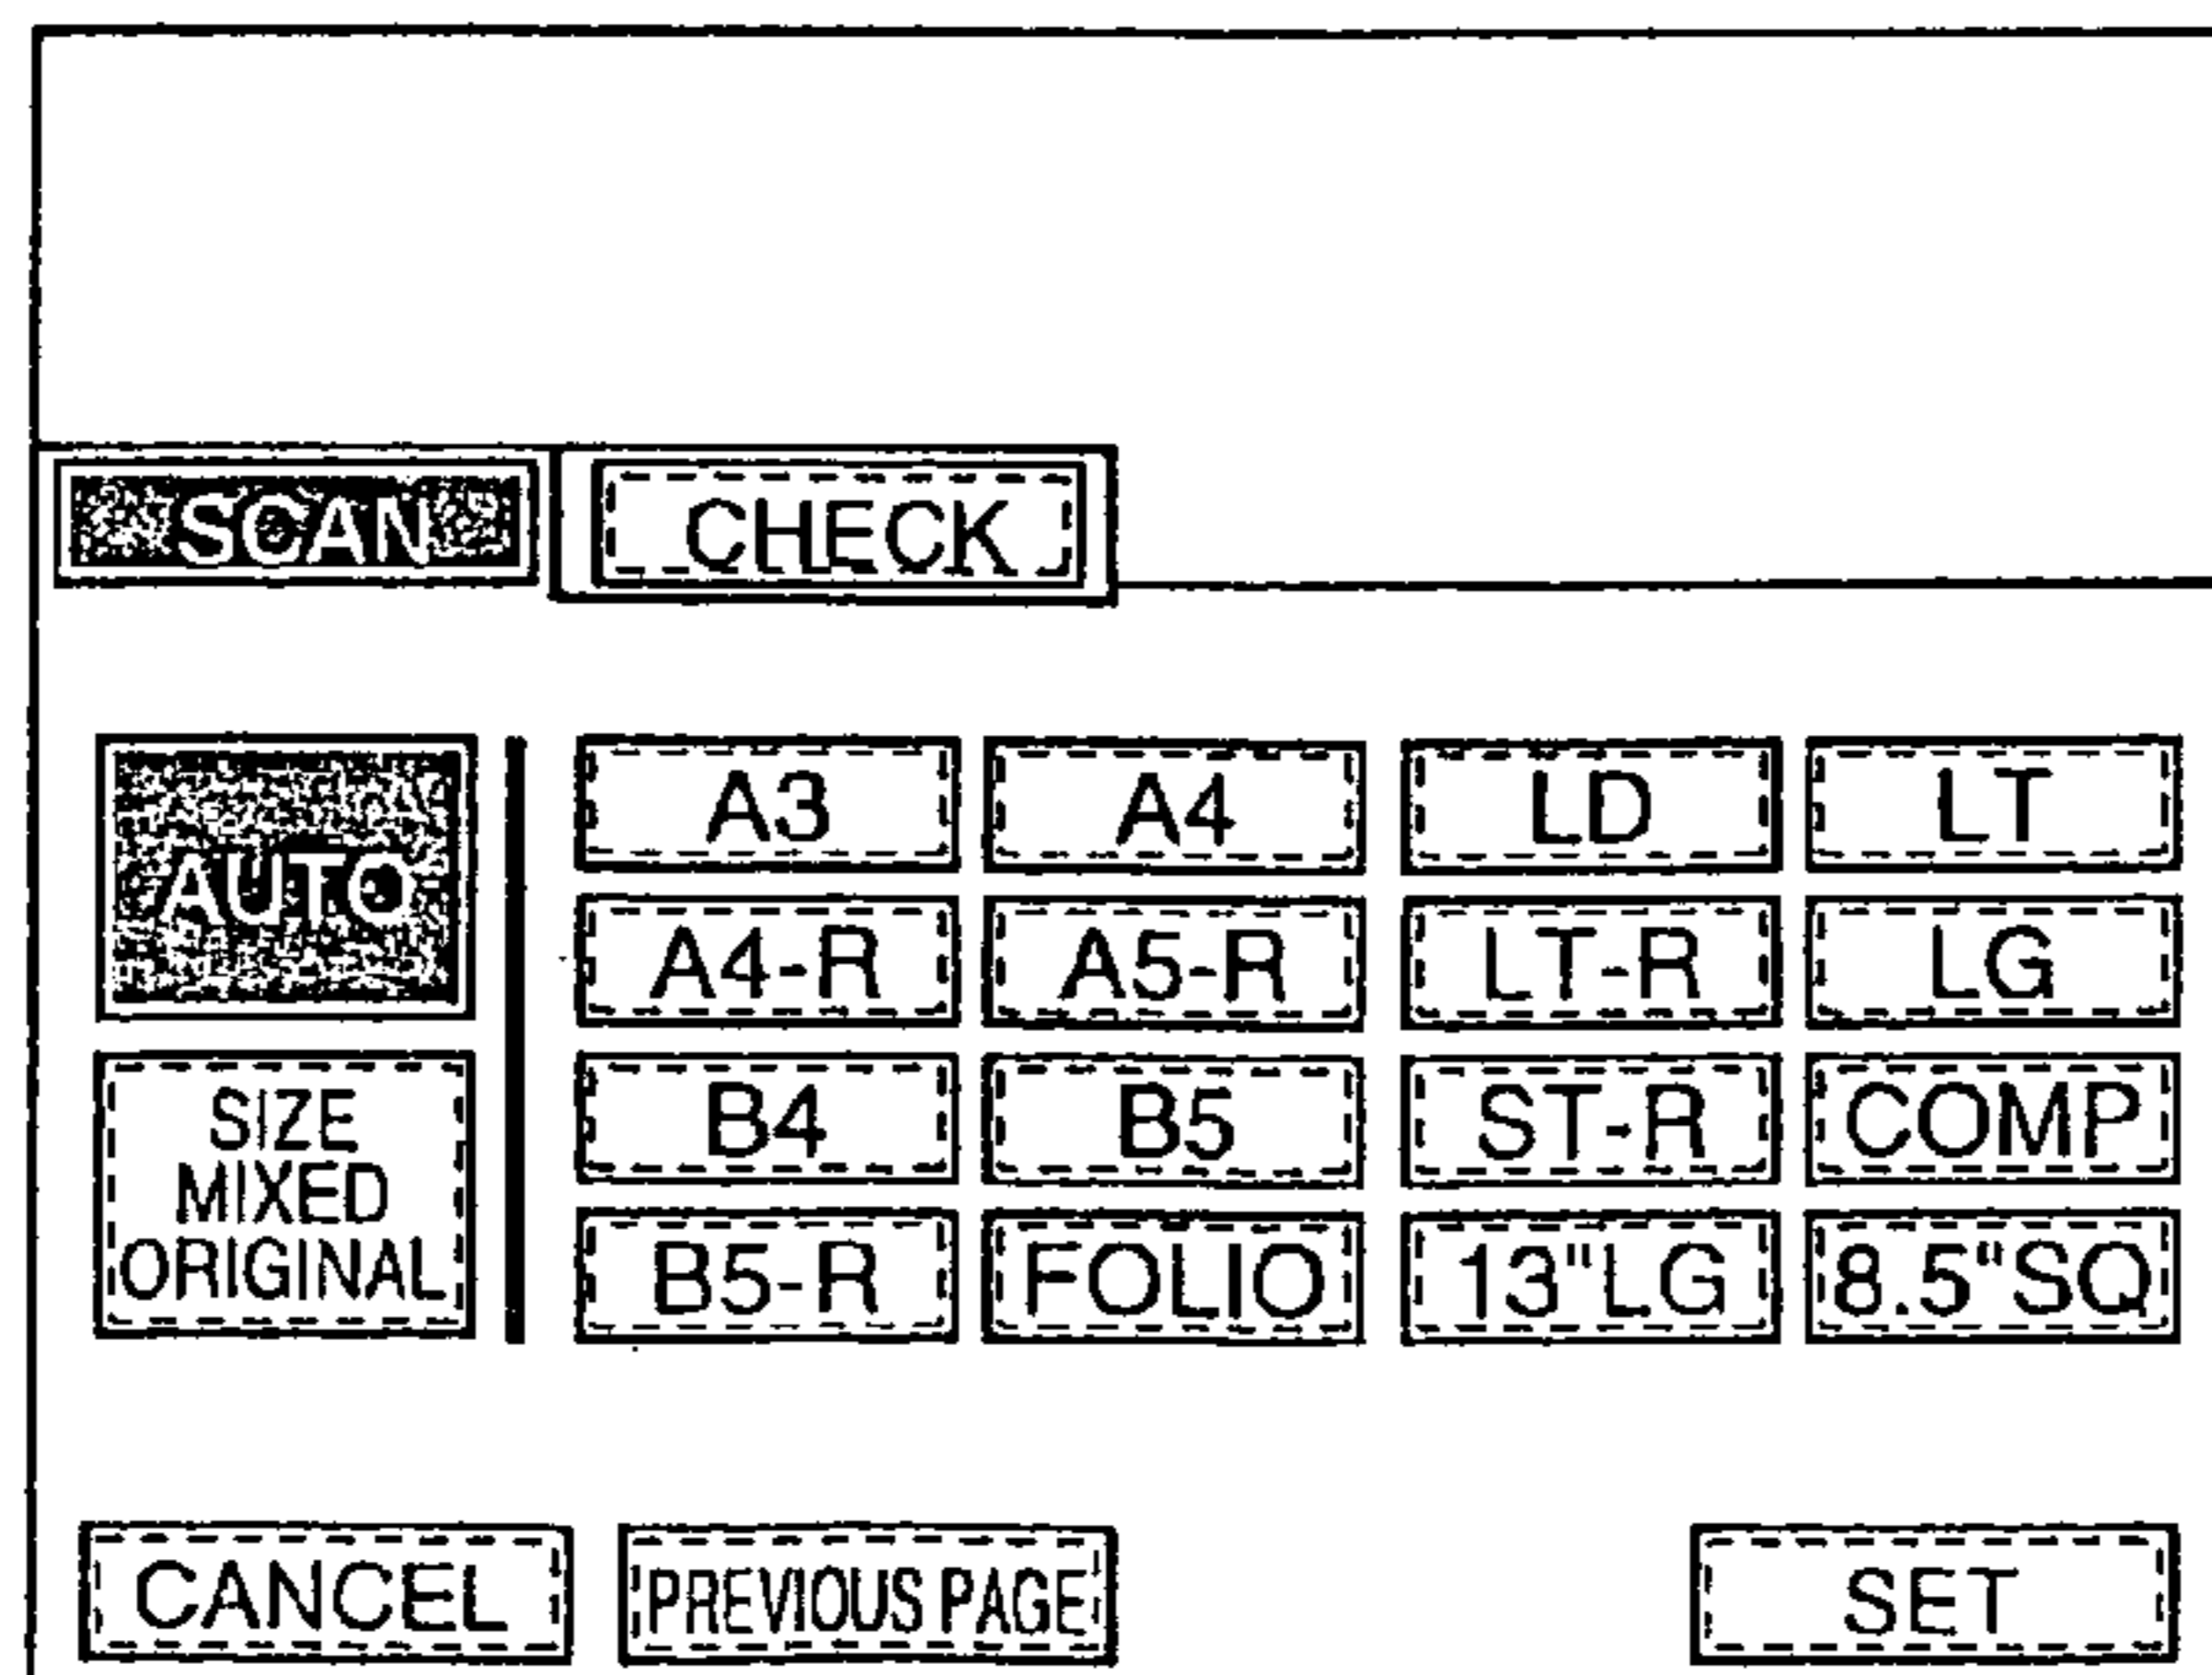 SCAN CHECK
AUTO A3 A4 LD LT
A4-R A5-R LT-R LG
SIZE
MIXED
ORIGINAL
B4 B5 ST-R COMP
B5-R FOLIO 13"LG 8.5"SQ
CANCEL PREVIOUS PAGE SET